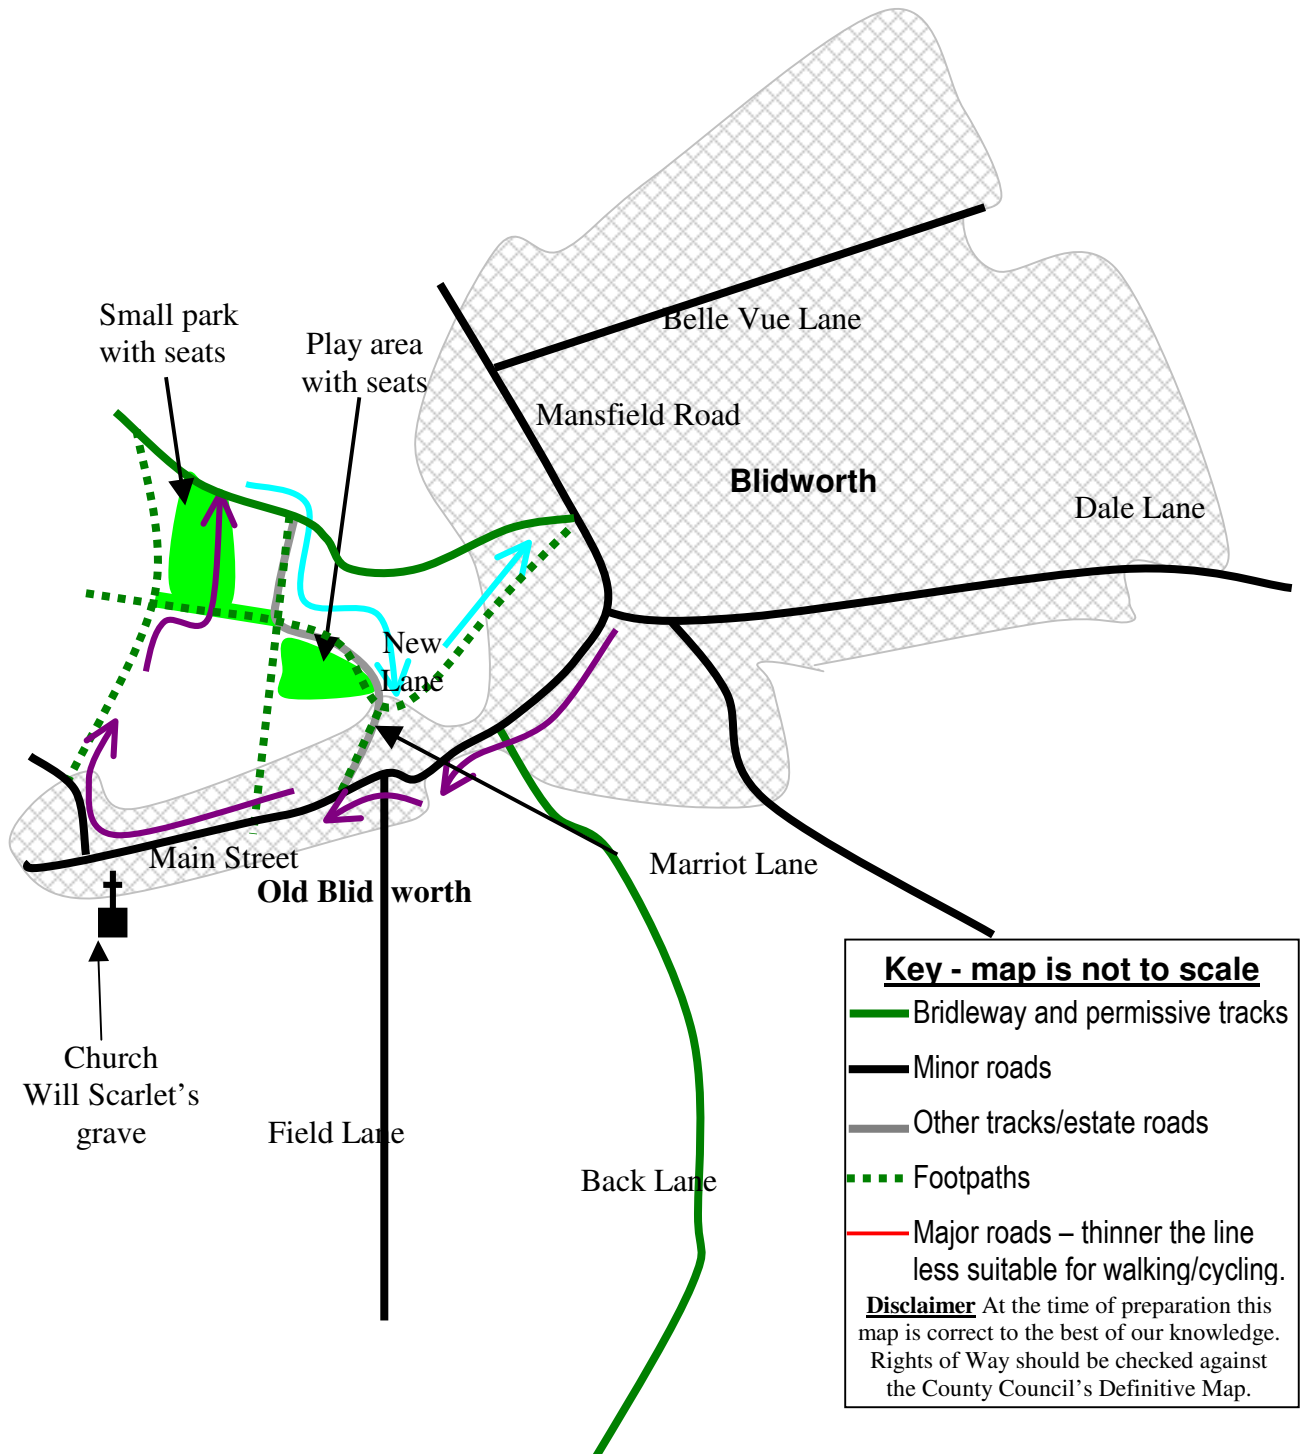 Small park
with seats
Play area
with seats
Belle Vue Lane
Mansfield Road
Blidworth
Dale Lane
New
Lane
Main Street
Marriot Lane
Old Blid worth
Church
Will Scarlet's
grave
Field Lane
Back Lane
Key - map is not to scale
Bridleway and permissive tracks
Minor roads
Other tracks/estate roads
Footpaths
Major roads – thinner the line
less suitable for walking/cycling.
Disclaimer At the time of preparation this
map is correct to the best of our knowledge.
Rights of Way should be checked against
the County Council's Definitive Map.